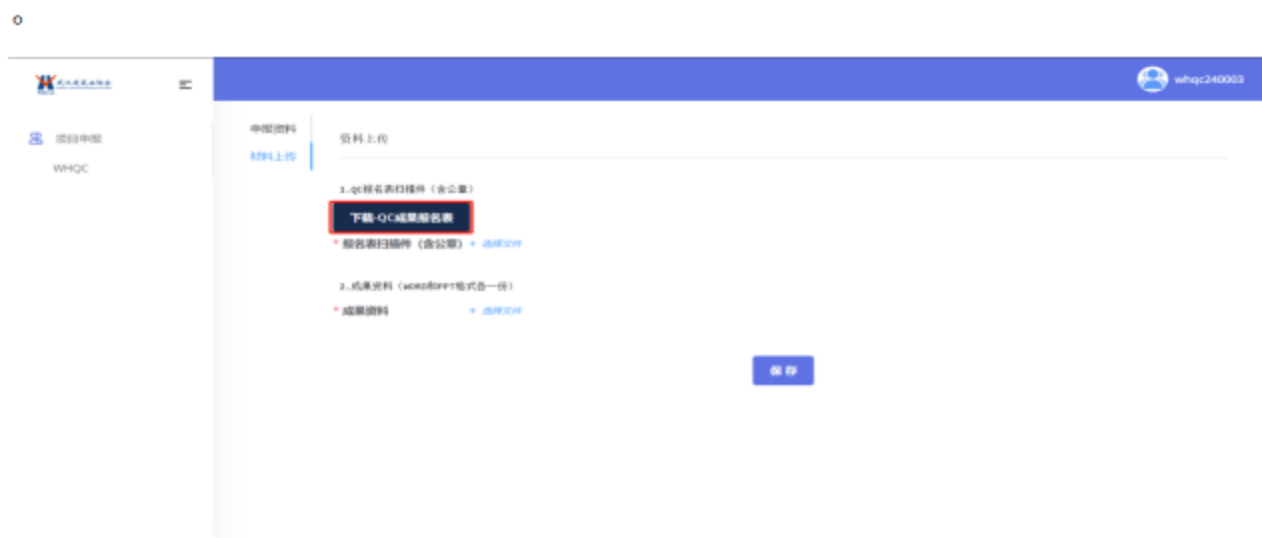 。
whqc240003
项目申报
WHQC
申报资料
材料上传
资料上传
1.QC报名表扫描件（含公章）
下载-QC成果报名表
* 报名表扫描件（含公章） + 选择文件
2.成果资料（WORD和PPT格式各一份）
* 成果资料 + 选择文件
保存